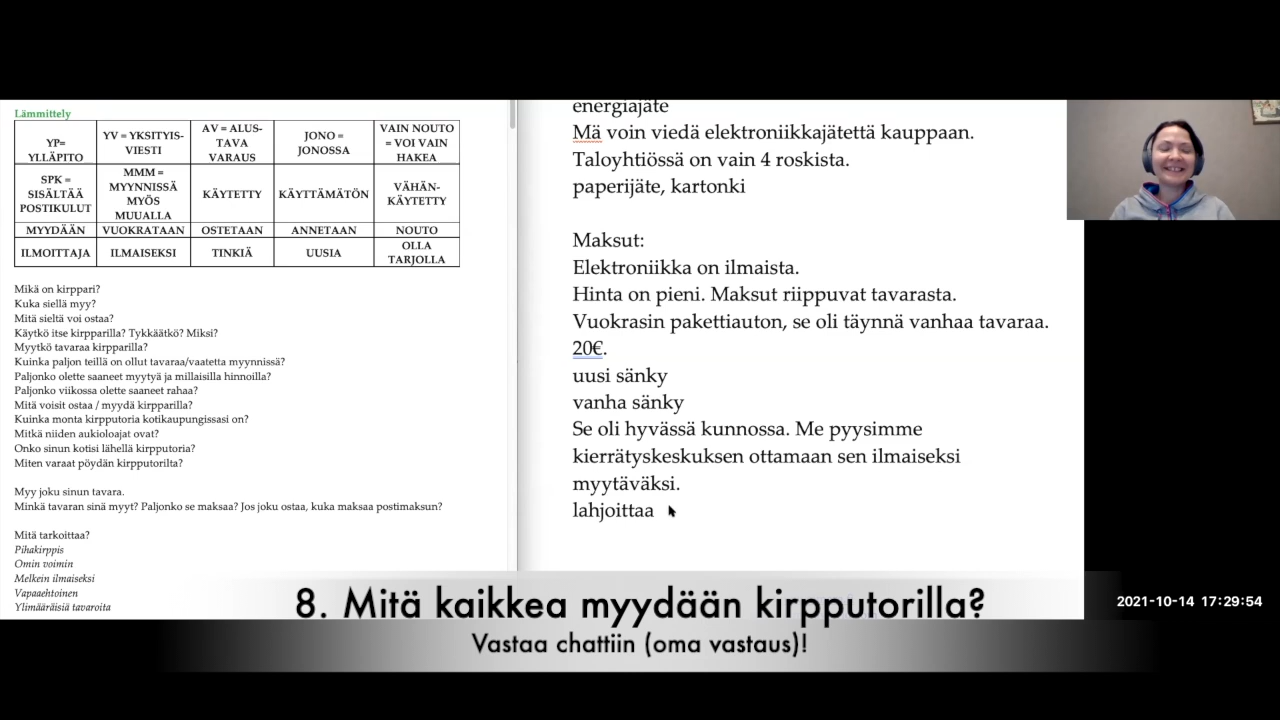 Lämmittely
YP=
YLLÄPITO
YV = YKSITYIS-
VIESTI
AV = ALUS-
TAVA
VARAUS
JONO =
JONOSSA
VAIN NOUTO
= VOI VAIN
HAKEA
SPK =
SISÄLTÄÄ
POSTIKULUT
MMM =
MYYNNISSÄ
MYÖS
MUUALLA
KÄYTETTY
KÄYTTÄMÄTÖN
VÄHÄN-
KÄYTETTY
MYYDÄÄN
VUOKRATAAN
OSTETAAN
ANNETAAN
NOUTO
ILMOITTAJA
ILMAISEKSI
TINKIÄ
UUSIA
OLLA
TARJOLLA
Mikä on kirppari?
Kuka siellä myy?
Mitä sieltä voi ostaa?
Käytkö itse kirpparilla? Tykkäätkö? Miksi?
Myytkö tavaraa kirpparilla?
Kuinka paljon teillä on ollut tavaraa/vaatetta myynnissä?
Paljonko olette saaneet myytyä ja millaisilla hinnoilla?
Paljonko viikossa olette saaneet rahaa?
Mitä voisit ostaa / myydä kirpparilla?
Kuinka monta kirpputoria kotikaupungissasi on?
Mitkä niiden aukioloajat ovat?
Onko sinun kotisi lähellä kirpputoria?
Miten varaat pöydän kirpputorilta?
Myy joku sinun tavara.
Minkä tavaran sinä myyt? Paljonko se maksaa? Jos joku ostaa, kuka maksaa postimaksun?
Mitä tarkoittaa?
Pihakirppis
Omin voimin
Melkein ilmaiseksi
Vapaaehtoinen
Ylimääräisiä tavaroita
energiajäte
Mä voin viedä elektroniikkajätettä kauppaan.
Taloyhtiössä on vain 4 roskista.
paperijäte, kartonki
Maksut:
Elektroniikka on ilmaista.
Hinta on pieni. Maksut riippuvat tavarasta.
Vuokrasin pakettiauton, se oli täynnä vanhaa tavaraa.
20€.
uusi sänky
vanha sänky
Se oli hyvässä kunnossa. Me pyysimme
kierrätyskeskuksen ottamaan sen ilmaiseksi
myytäväksi.
lahjoittaa
8. Mitä kaikkea myydään kirpputorilla?
Vastaa chattiin (oma vastaus)!
2021-10-14 17:29:54